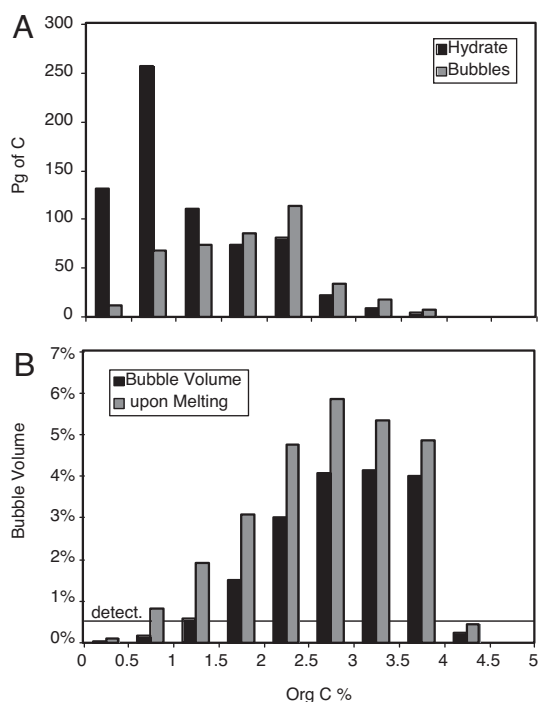 A
300
250
200
150
100
50
0
Pg of C
Hydrate
Bubbles
B
7%
6%
5%
4%
3%
2%
1%
0%
Bubble Volume
Bubble Volume
upon Melting
detect.
0 0.5 1 1.5 2 2.5 3 3.5 4 4.5 5
Org C %